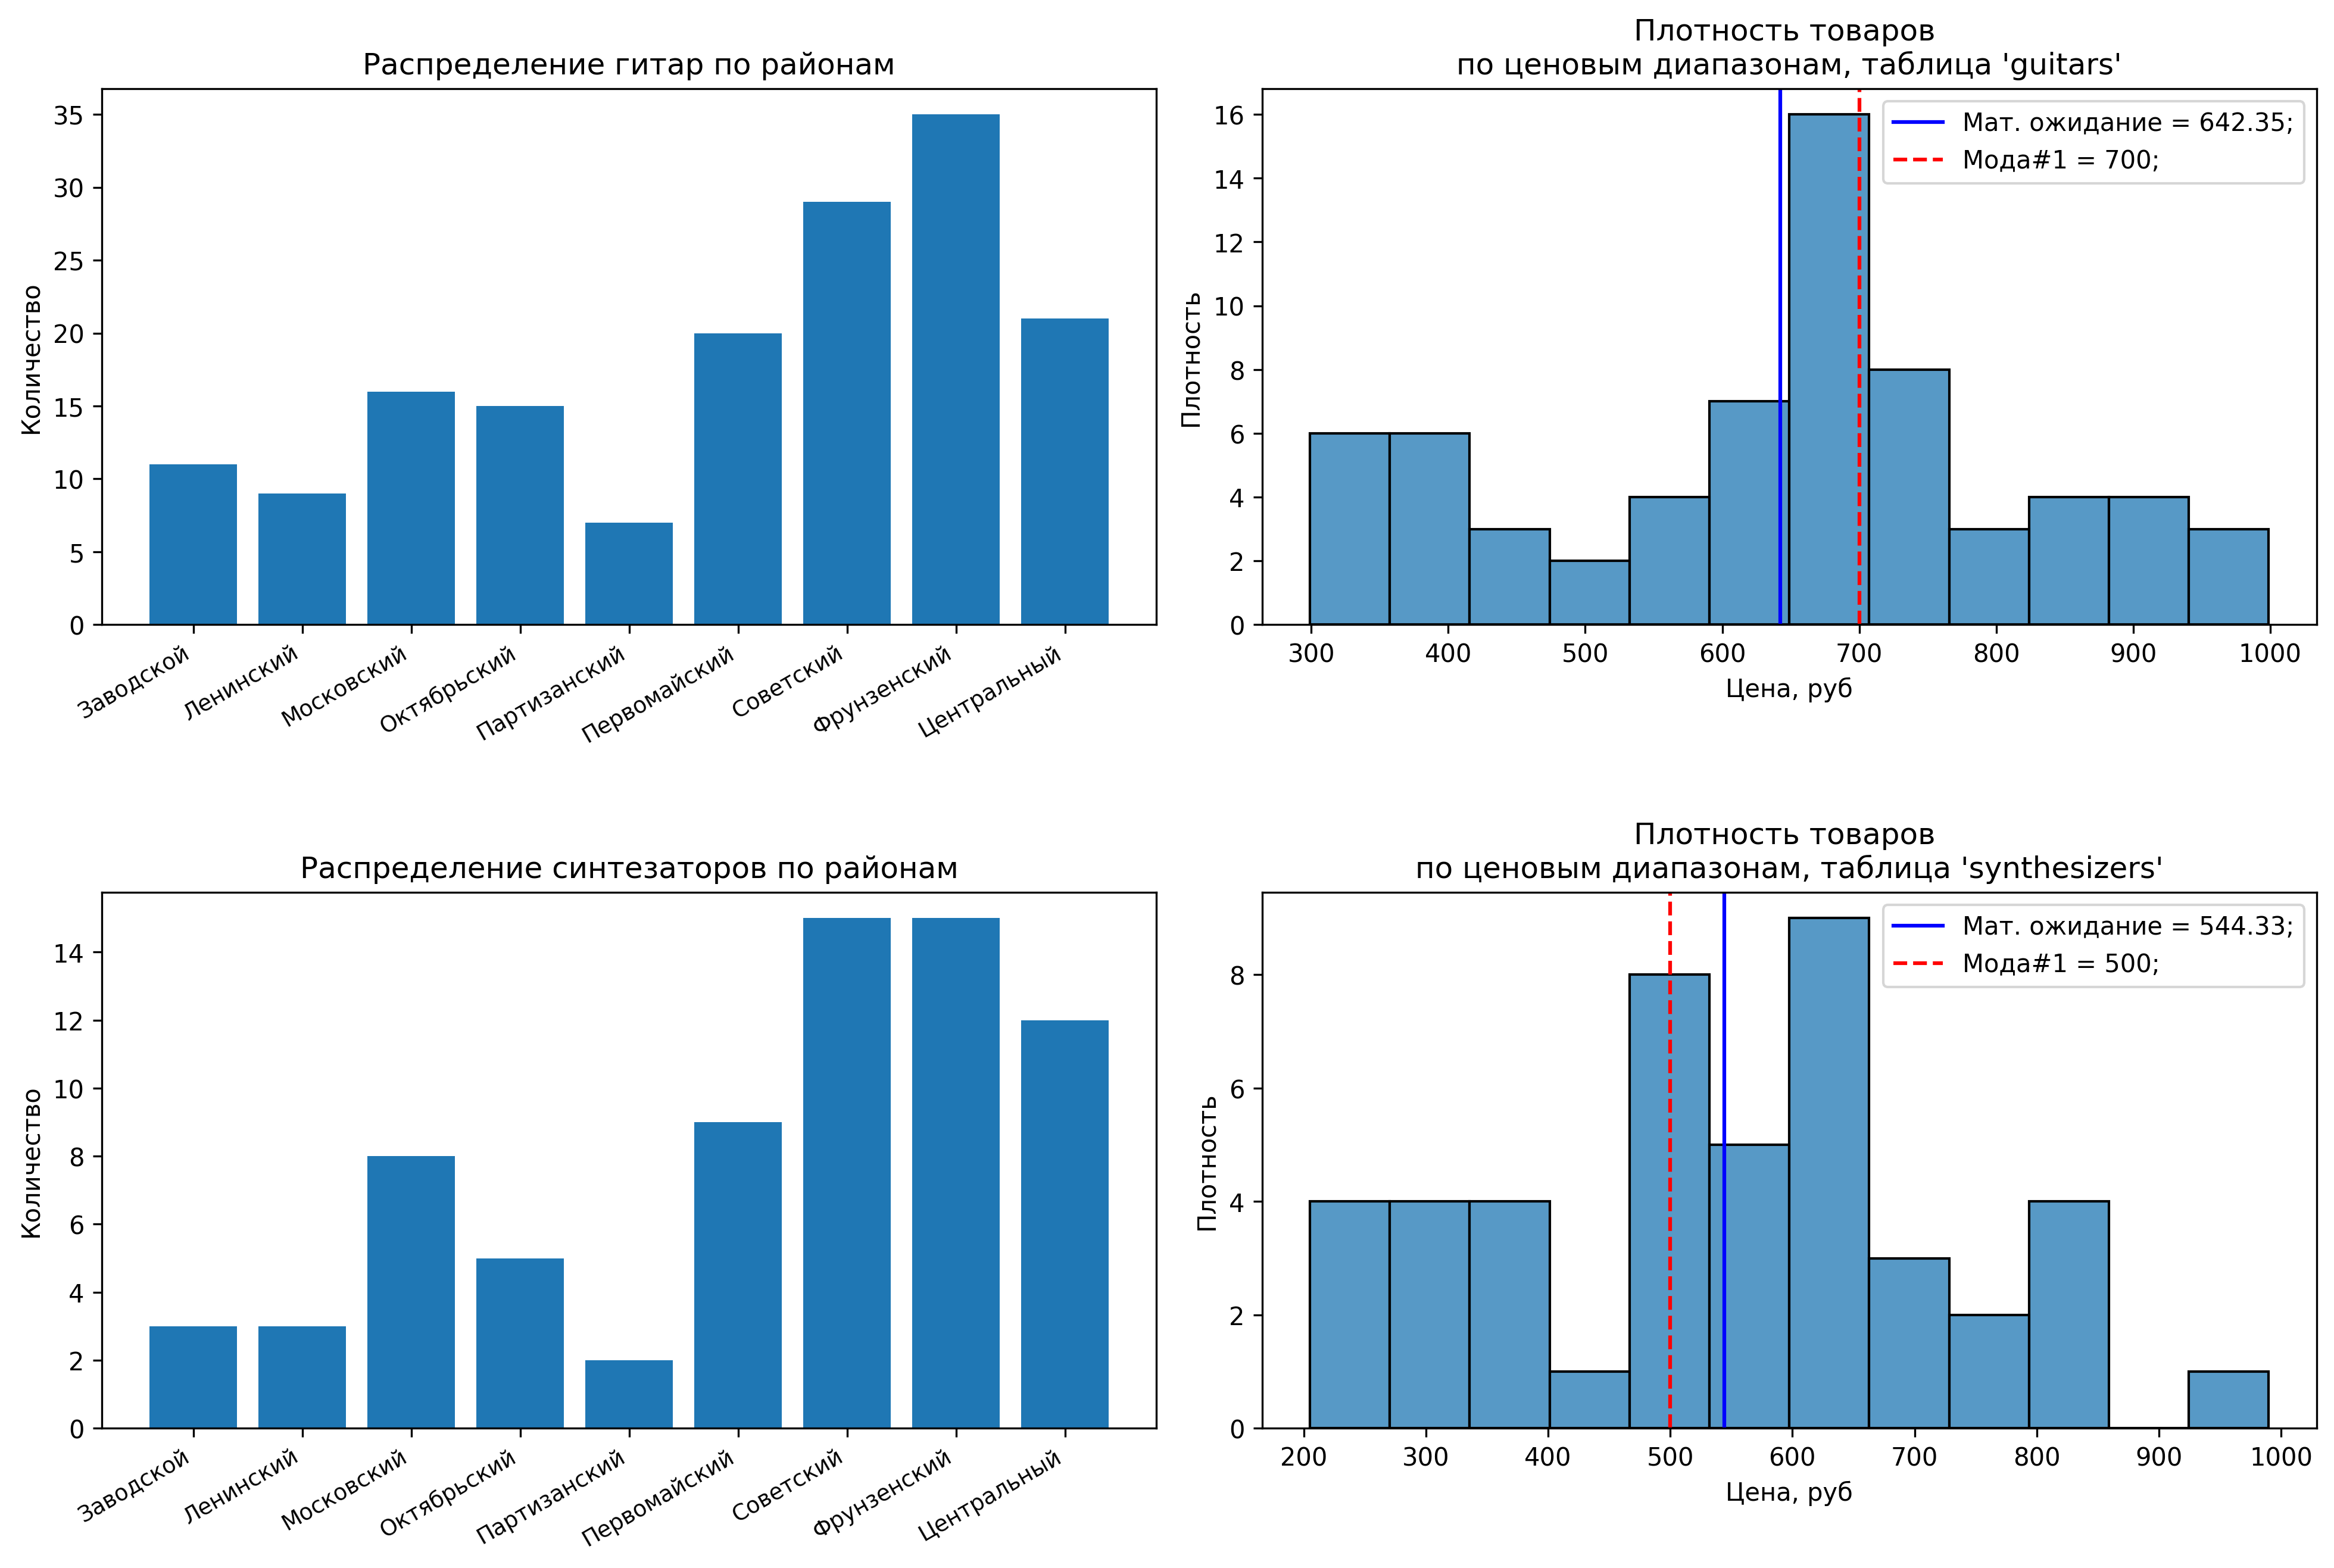 Распределение гитар по районам
Количество
35
30
25
20
15
10
5
0
Заводской
Ленинский
Московский
Октябрьский
Партизанский
Первомайский
Советский
Фрунзенский
Центральный
Плотность товаров
по ценовым диапазонам, таблица 'guitars'
Мат. ожидание = 642.35;
Мода#1 = 700;
Плотность
16
14
12
10
8
6
4
2
0
300 400 500 600 700 800 900 1000
Цена, руб
Распределение синтезаторов по районам
Количество
14
12
10
8
6
4
2
0
Заводской
Ленинский
Московский
Октябрьский
Партизанский
Первомайский
Советский
Фрунзенский
Центральный
Плотность товаров
по ценовым диапазонам, таблица 'synthesizers'
Мат. ожидание = 544.33;
Мода#1 = 500;
Плотность
8
6
4
2
0
200 300 400 500 600 700 800 900 1000
Цена, руб